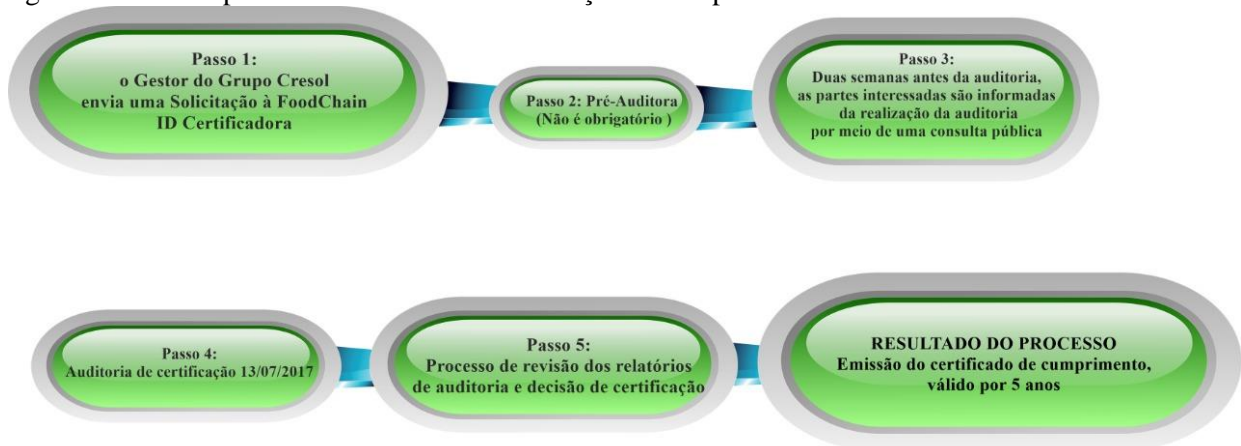 Passo 1:
o Gestor do Grupo Cresol
envia uma Solicitação à FoodChain
ID Certificadora
Passo 2: Pré-Auditora
(Não é obrigatório )
Passo 3:
Duas semanas antes da auditoria,
as partes interessadas são informadas
da realização da auditoria
por meio de uma consulta pública
Passo 4:
Auditoria de certificação 13/07/2017
Passo 5:
Processo de revisão dos relatórios
de auditoria e decisão de certificação
RESULTADO DO PROCESSO
Emissão do certificado de cumprimento,
válido por 5 anos